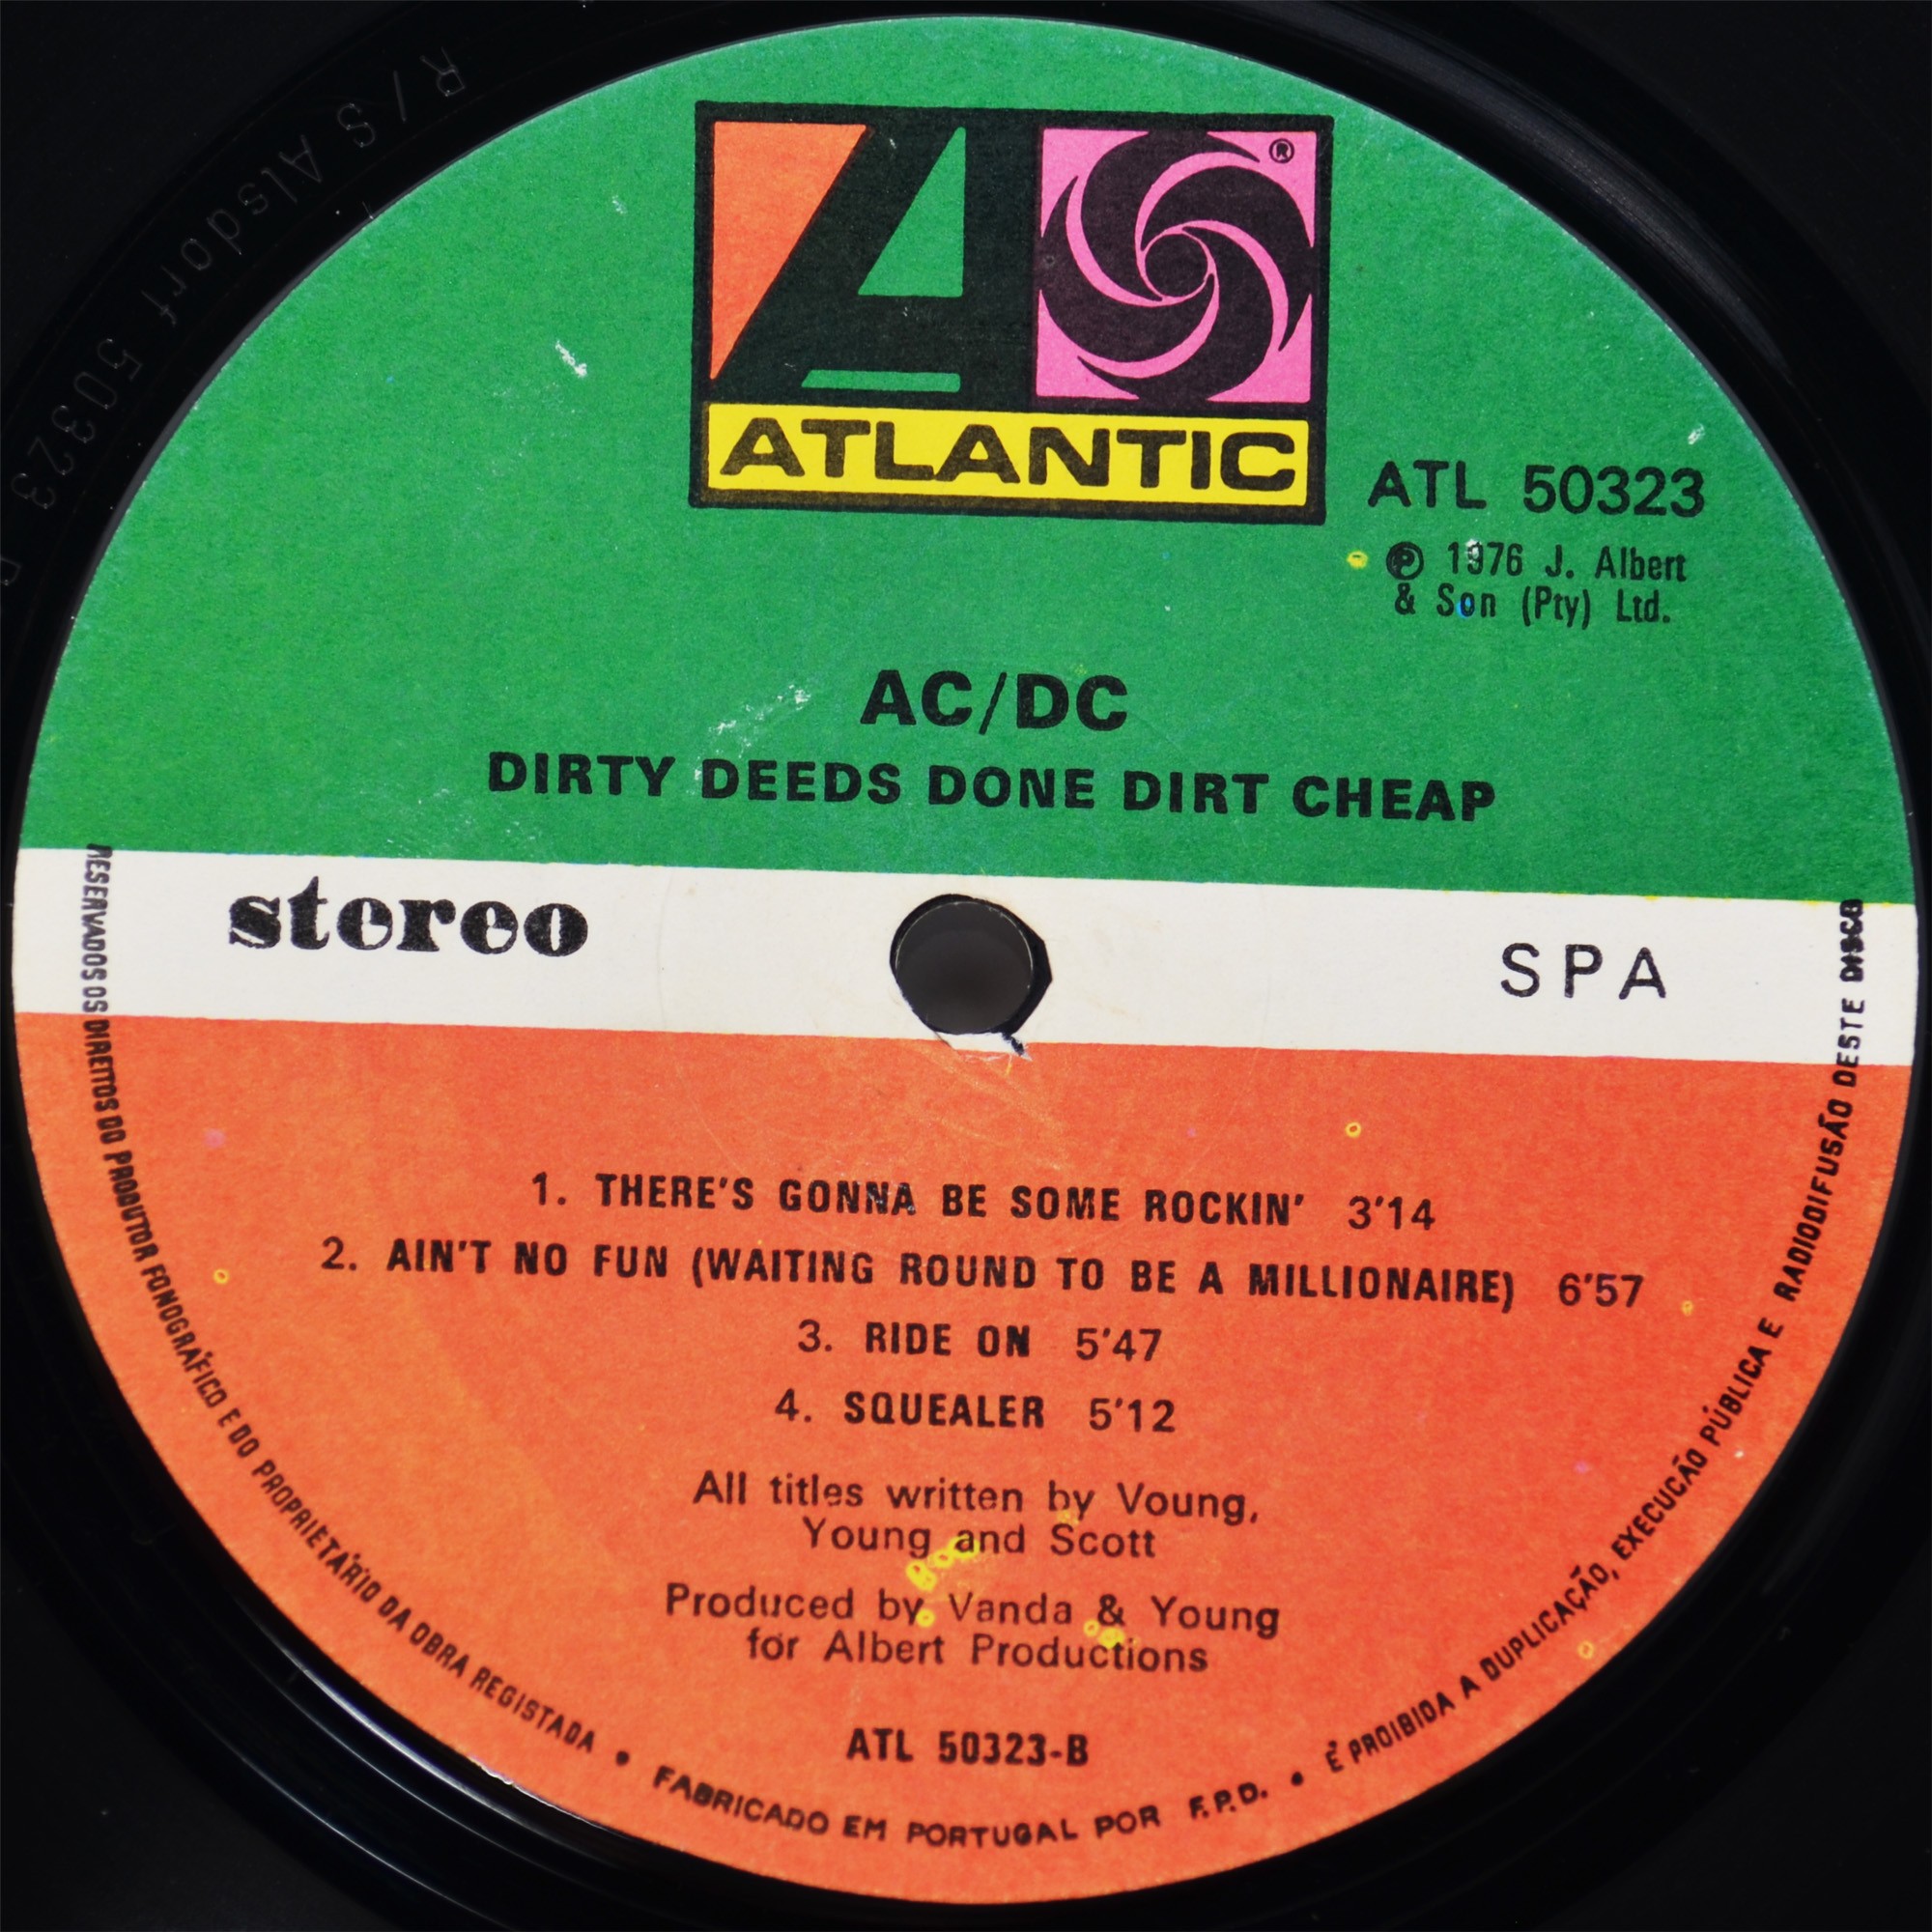 R/S Alsdorf 50323
A
®
ATLANTIC
ATL 50323
℗ 1976 J. Albert
& Son (Pty) Ltd.
AC/DC
DIRTY DEEDS DONE DIRT CHEAP
stereo
SPA
1. THERE'S GONNA BE SOME ROCKIN' 3'14
2. AIN'T NO FUN (WAITING ROUND TO BE A MILLIONAIRE) 6'57
3. RIDE ON 5'47
4. SQUEALER 5'12
All titles written by Young,
Young and Scott
Produced by Vanda & Young
for Albert Productions
ATL 50323-B
RESERVADOS OS DIREITOS DO PRODUTOR FONOGRÁFICO E DO PROPRIETÁRIO DA OBRA REGISTADA • FABRICADO EM PORTUGAL POR F.P.D. • É PROIBIDA A DUPLICAÇÃO, EXECUCÃO PÚBLICA E RADIODIFUSÃO DESTE DISCO